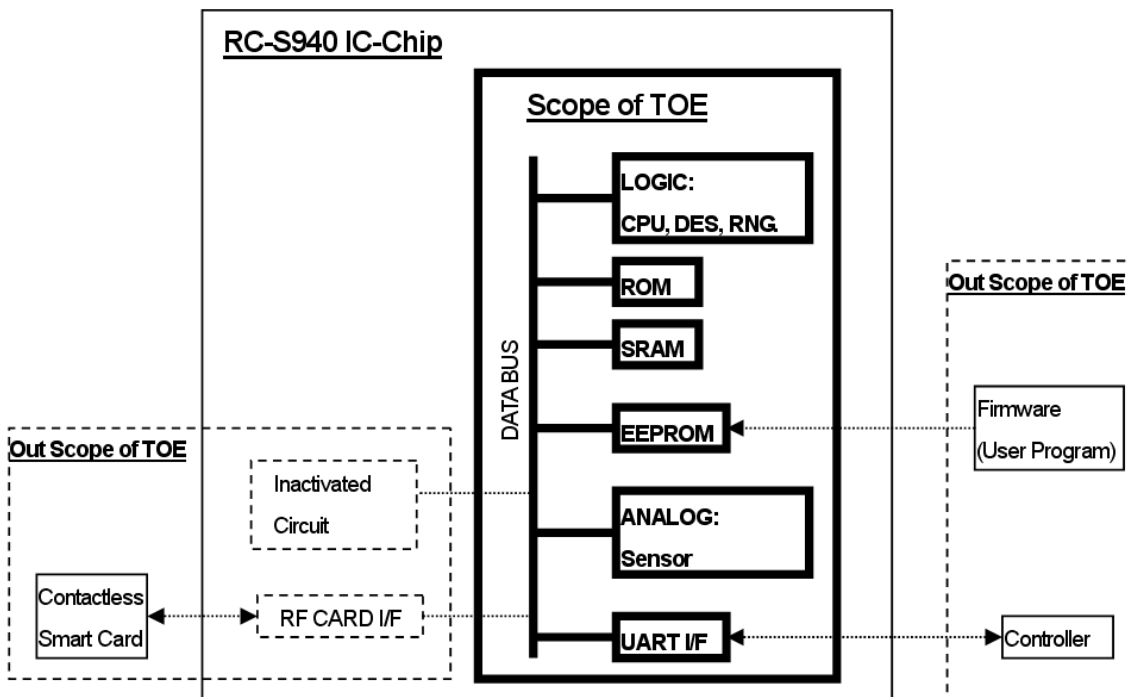 RC-S940 IC-Chip
Scope of TOE
LOGIC:
CPU, DES, RNG.
ROM
SRAM
DATA BUS
EEPROM
ANALOG:
Sensor
UART I/F
Out Scope of TOE
Inactivated
Circuit
Contactless
Smart Card
RF CARD I/F
Out Scope of TOE
Firmware
(User Program)
Controller